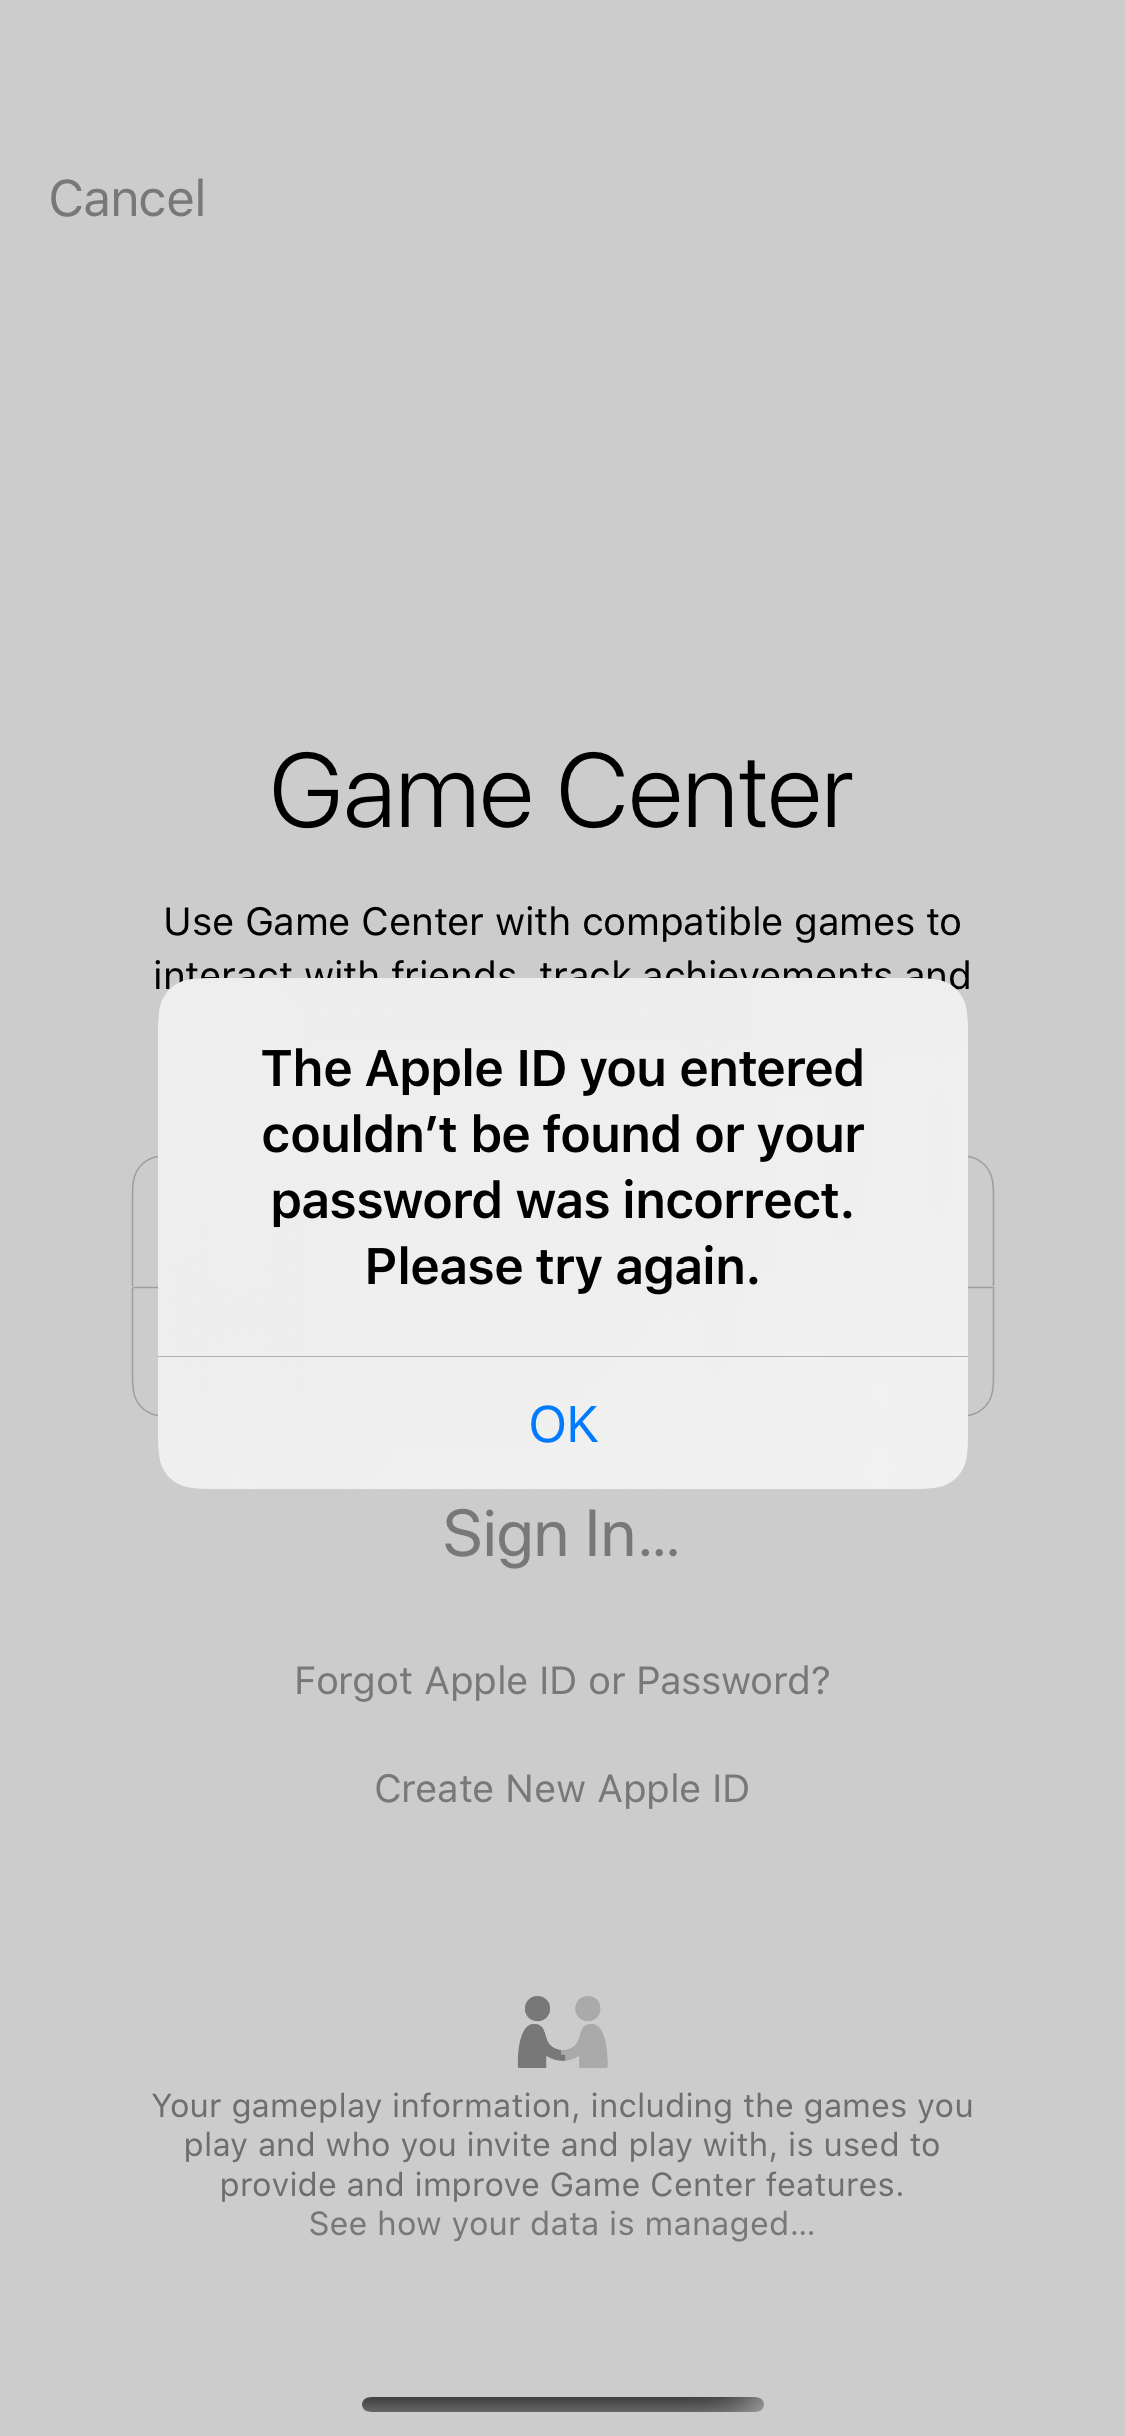 Cancel
Game Center
Use Game Center with compatible games to
interact with friends, track achievements and
The Apple ID you entered
couldn’t be found or your
password was incorrect.
Please try again.
OK
Sign In...
Forgot Apple ID or Password?
Create New Apple ID
Your gameplay information, including the games you
play and who you invite and play with, is used to
provide and improve Game Center features.
See how your data is managed...